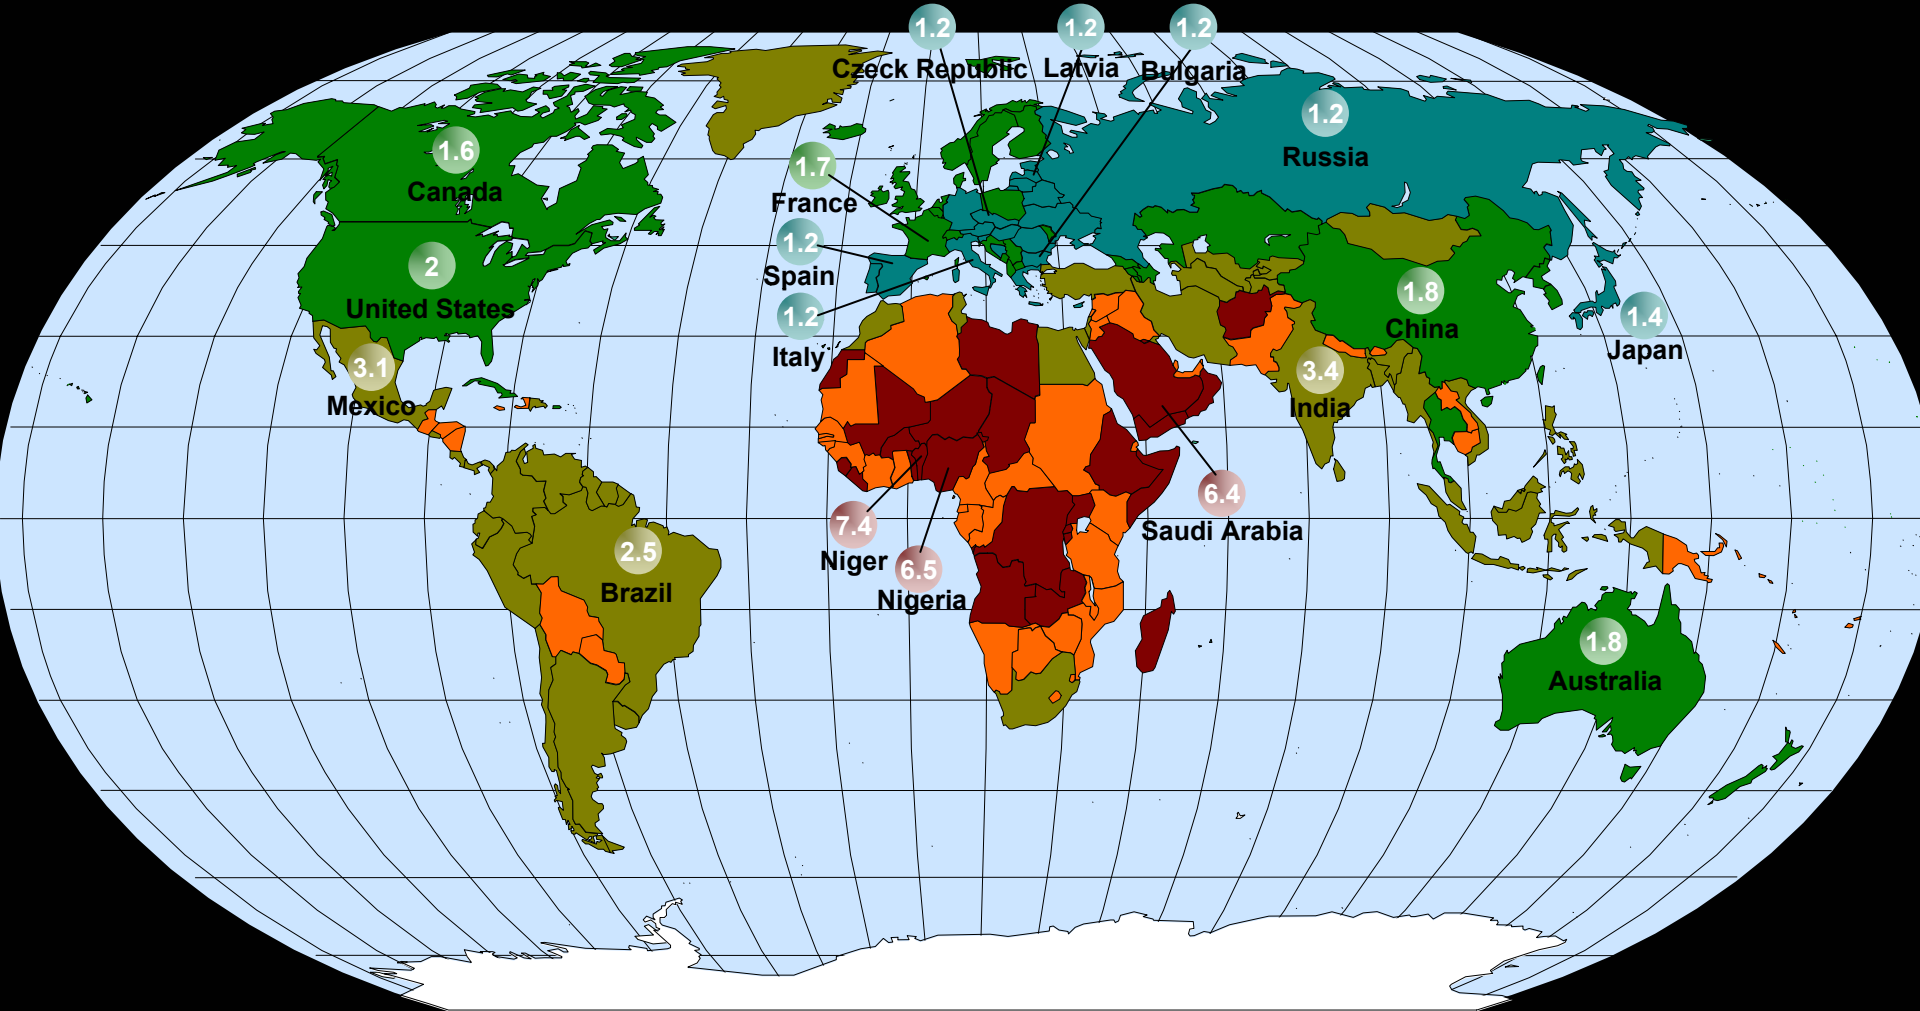 1.2
Czeck Republic
1.2
Latvia
1.2
Bulgaria
1.2
Russia
1.6
Canada
1.7
France
2
United States
1.2
Spain
1.2
Italy
1.8
China
1.4
Japan
3.1
Mexico
3.4
India
6.4
Saudi Arabia
7.4
Niger
6.5
Nigeria
2.5
Brazil
1.8
Australia